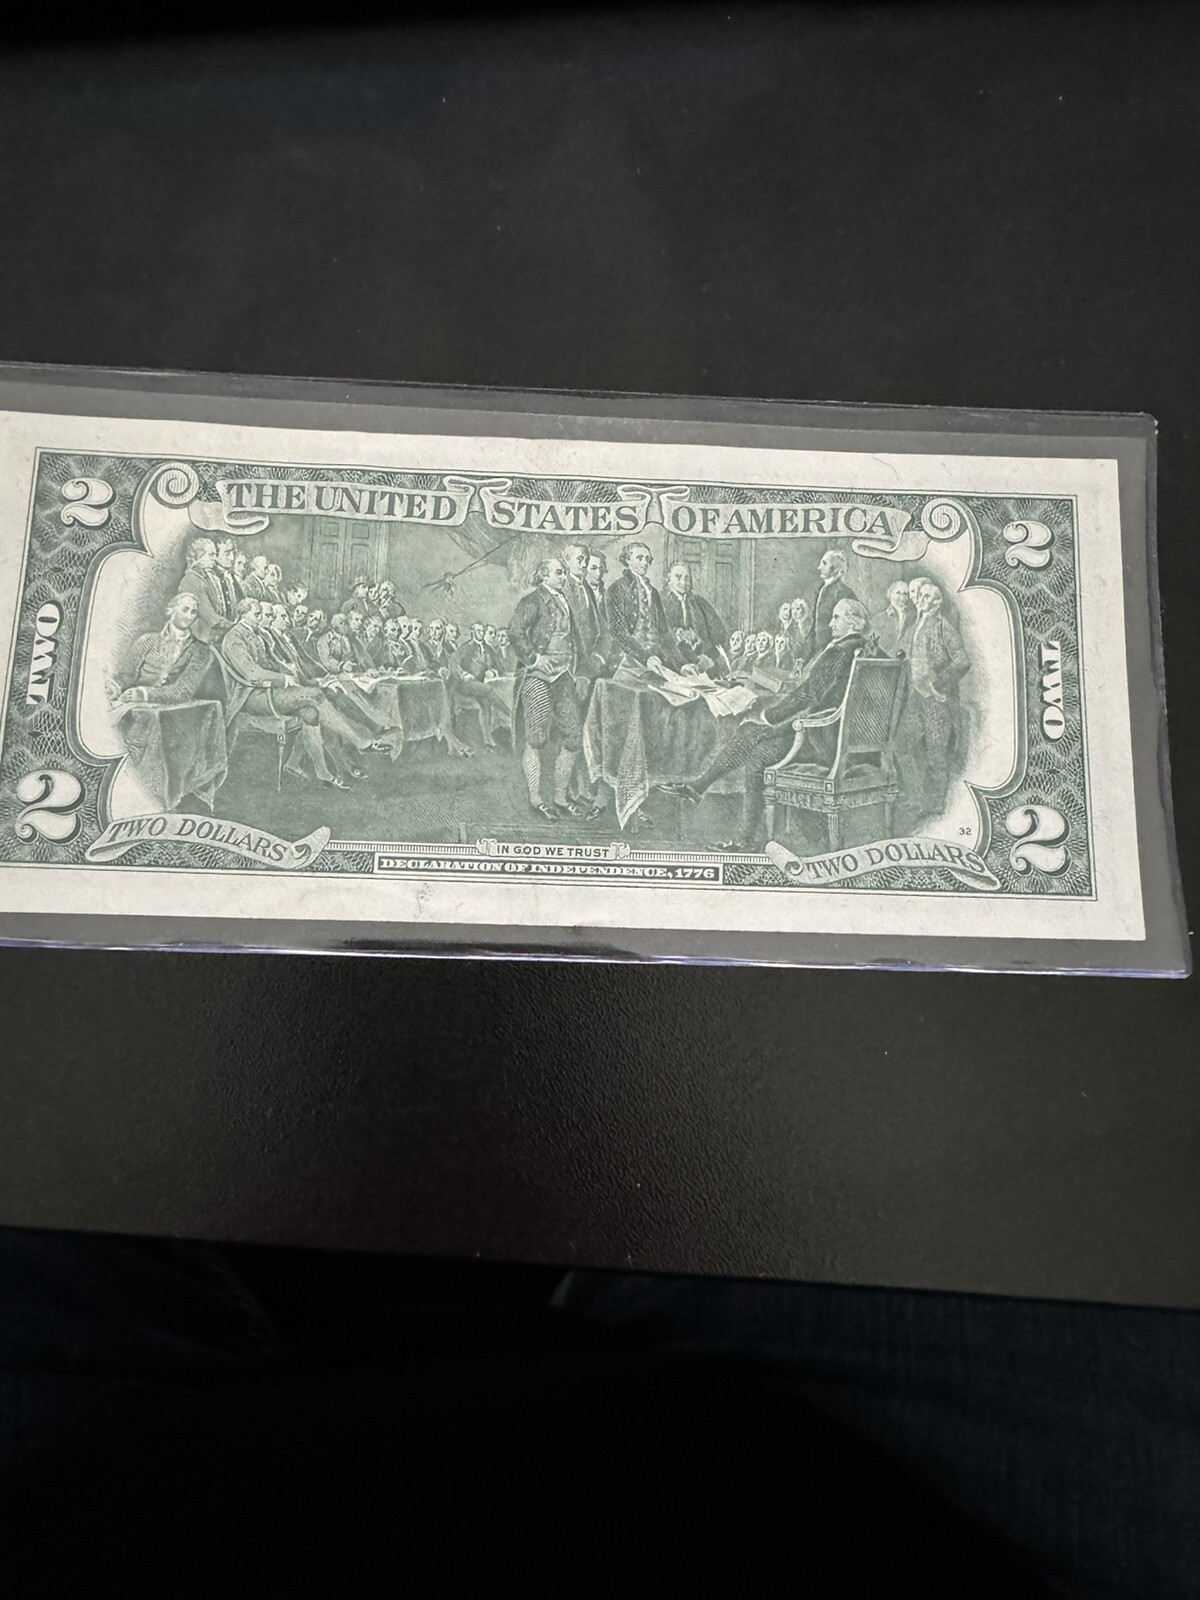 2 THE UNITED STATES OF AMERICA 2
TWO
TWO
2 TWO DOLLARS
IN GOD WE TRUST
DECLARATION OF INDEPENDENCE, 1776
32
TWO DOLLARS 2